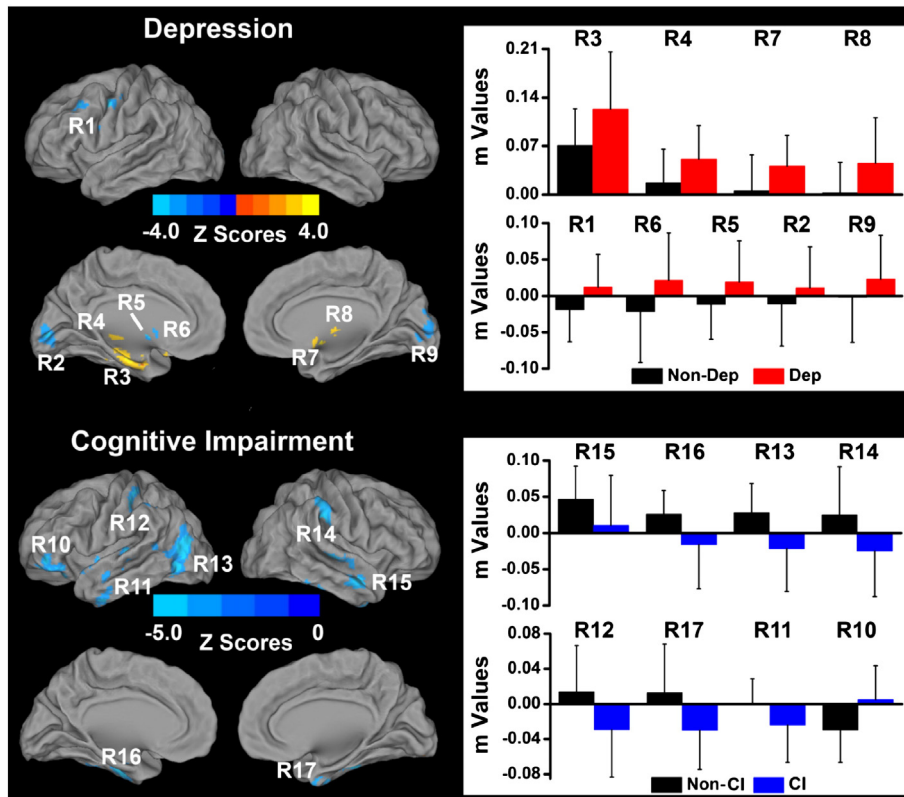 Depression
R1
-4.0 Z Scores 4.0
R5
R4 R6
R2 R3
R8
R7 R9
R3 R4 R7 R8
m Values
0.21
0.14
0.07
0.00
R1 R6 R5 R2 R9
m Values
0.10
0.05
0.00
-0.05
-0.10
Non-Dep Dep
Cognitive Impairment
R12
R10 R13
R11
R14
R15
-5.0 Z Scores 0
R16
R17
R15 R16 R13 R14
m Values
0.10
0.05
0.00
-0.05
-0.10
R12 R17 R11 R10
m Values
0.08
0.04
0.00
-0.04
-0.08
Non-CI CI